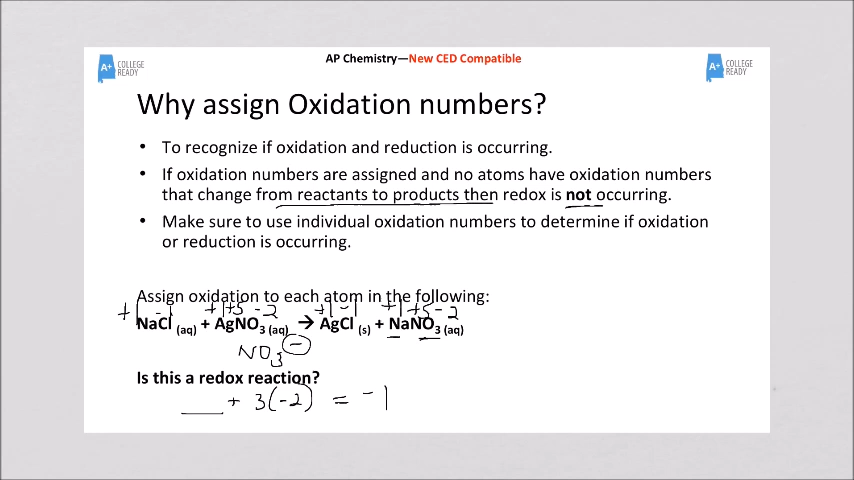 A+ COLLEGE READY
AP Chemistry—New CED Compatible
A+ COLLEGE READY
Why assign Oxidation numbers?
• To recognize if oxidation and reduction is occurring.
• If oxidation numbers are assigned and no atoms have oxidation numbers
that change from reactants to products then redox is not occurring.
• Make sure to use individual oxidation numbers to determine if oxidation
or reduction is occurring.
Assign oxidation to each atom in the following:
+1 -1 +1 +5 -2 +1 -1 +1 +5 -2
NaCl (aq) + AgNO3 (aq) → AgCl (s) + NaNO3 (aq)
NO3 −
Is this a redox reaction?
___ + 3(-2) = -1